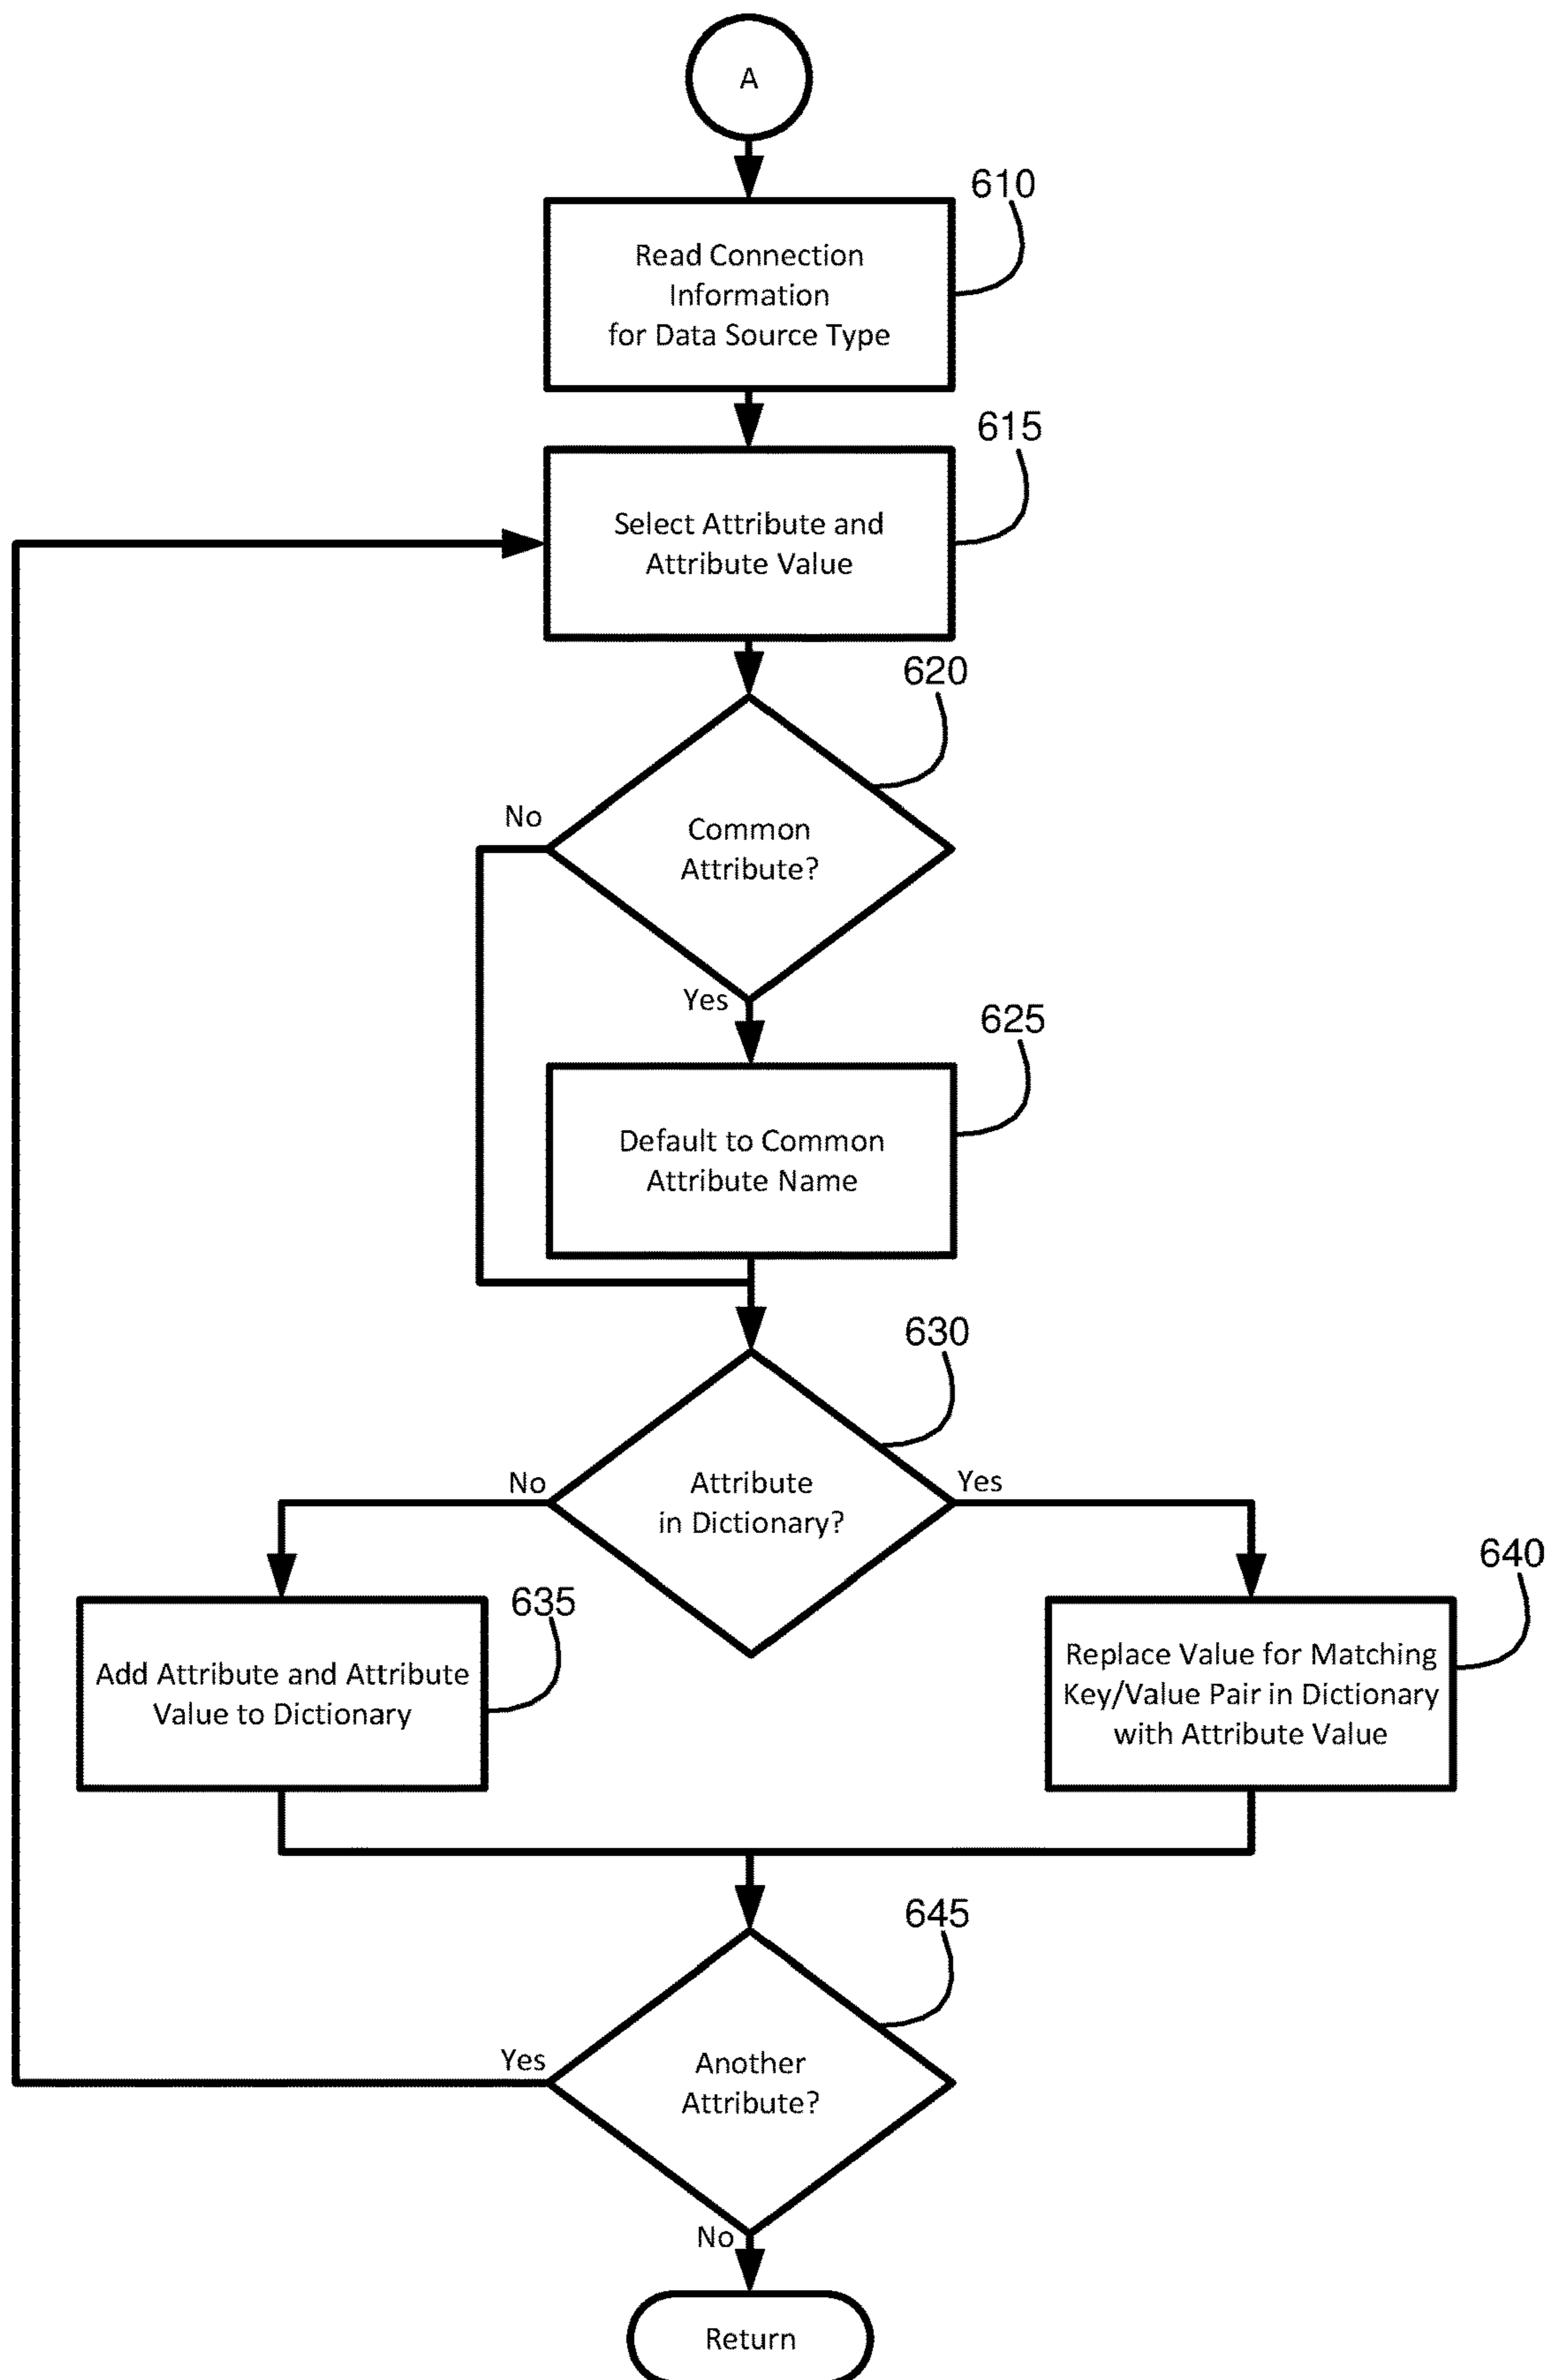 A
610
Read Connection
Information
for Data Source Type
615
Select Attribute and
Attribute Value
620
No
Common
Attribute?
Yes
625
Default to Common
Attribute Name
630
No
Attribute
in Dictionary?
Yes
635
Add Attribute and Attribute
Value to Dictionary
640
Replace Value for Matching
Key/Value Pair in Dictionary
with Attribute Value
645
Yes
Another
Attribute?
No
Return